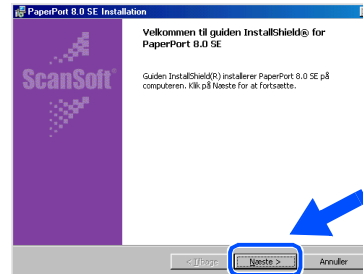 PaperPort 8.0 SE Installation
Velkommen til guiden InstallShield® for
PaperPort 8.0 SE
ScanSoft
Guiden InstallShield(R) installerer PaperPort 8.0 SE på
computeren. Klik på Næste for at fortsætte.
< Tilbage
Næste >
Annuller